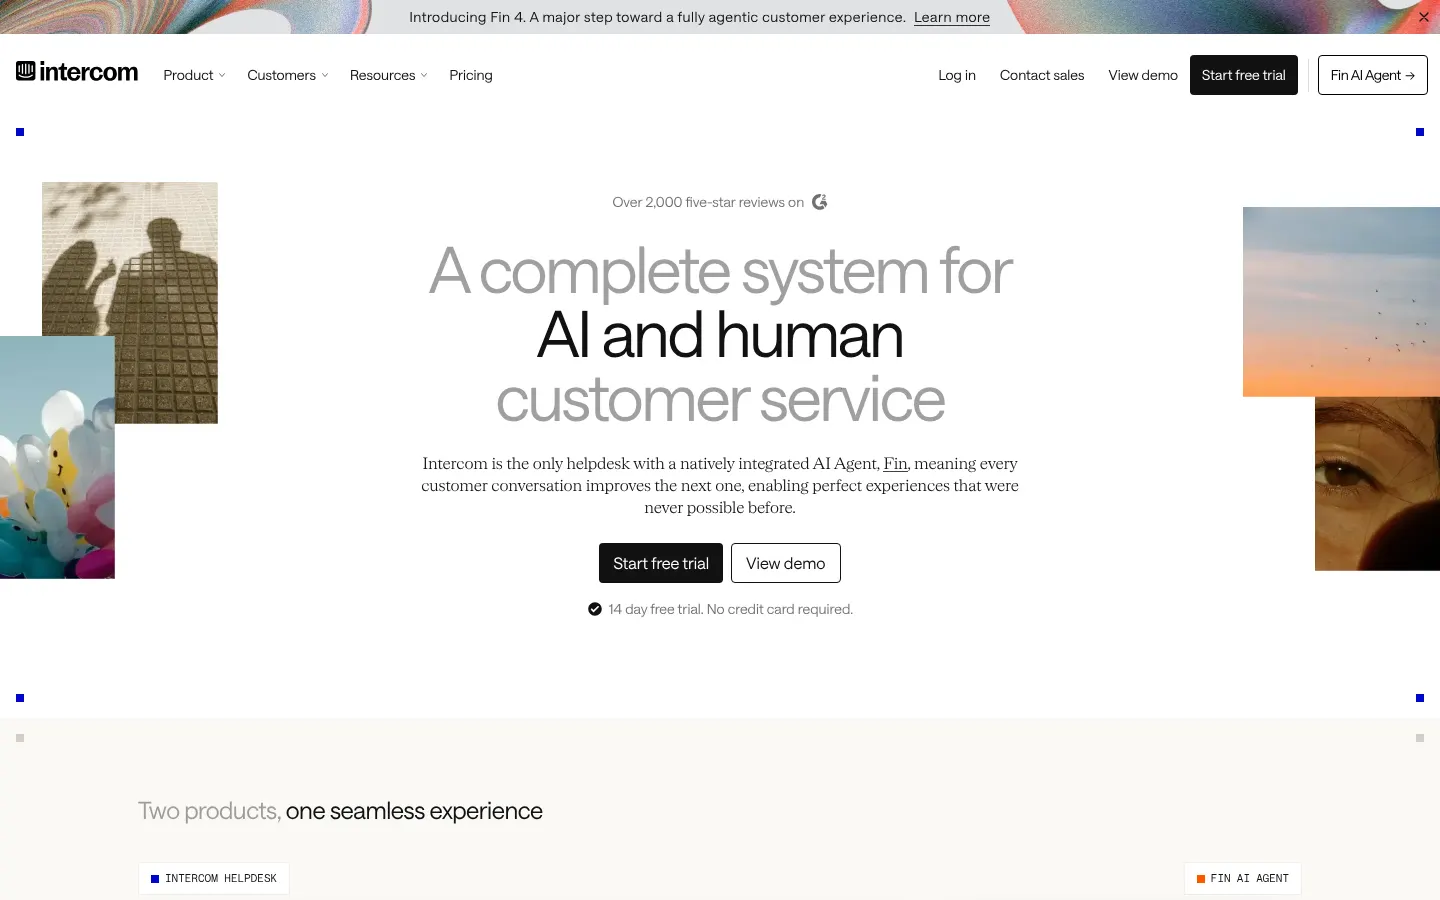 Introducing Fin 4. A major step toward a fully agentic customer experience. Learn more
intercom
Product
Customers
Resources
Pricing
Log in
Contact sales
View demo
Start free trial
Fin AI Agent →
Over 2,000 five-star reviews on
A complete system for
AI and human
customer service
Intercom is the only helpdesk with a natively integrated AI Agent, Fin, meaning every
customer conversation improves the next one, enabling perfect experiences that were
never possible before.
Start free trial
View demo
14 day free trial. No credit card required.
Two products, one seamless experience
INTERCOM HELPDESK
FIN AI AGENT